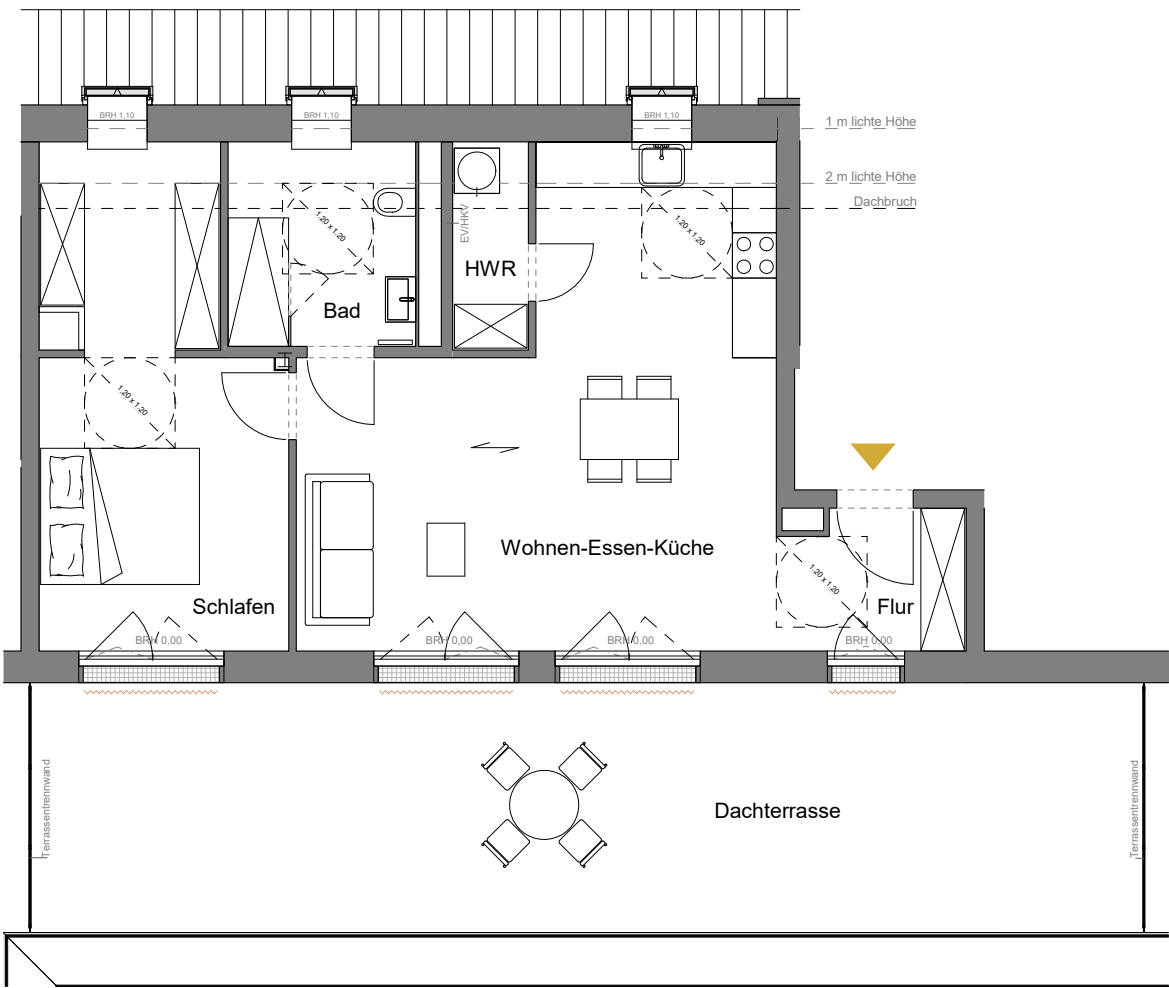 BRH 1,10
BRH 1,10
BRH 1,10
1 m lichte Höhe
2 m lichte Höhe
Dachbruch
1.20 x 1.20
1.20 x 1.20
EV/HKV
HWR
Bad
1.20 x 1.20
Wohnen-Essen-Küche
1.20 x 1.20
Schlafen
Flur
BRH 0,00
BRH 0,00
BRH 0,00
BRH 0,00
Terrassentrennwand
Dachterrasse
Terrassentrennwand